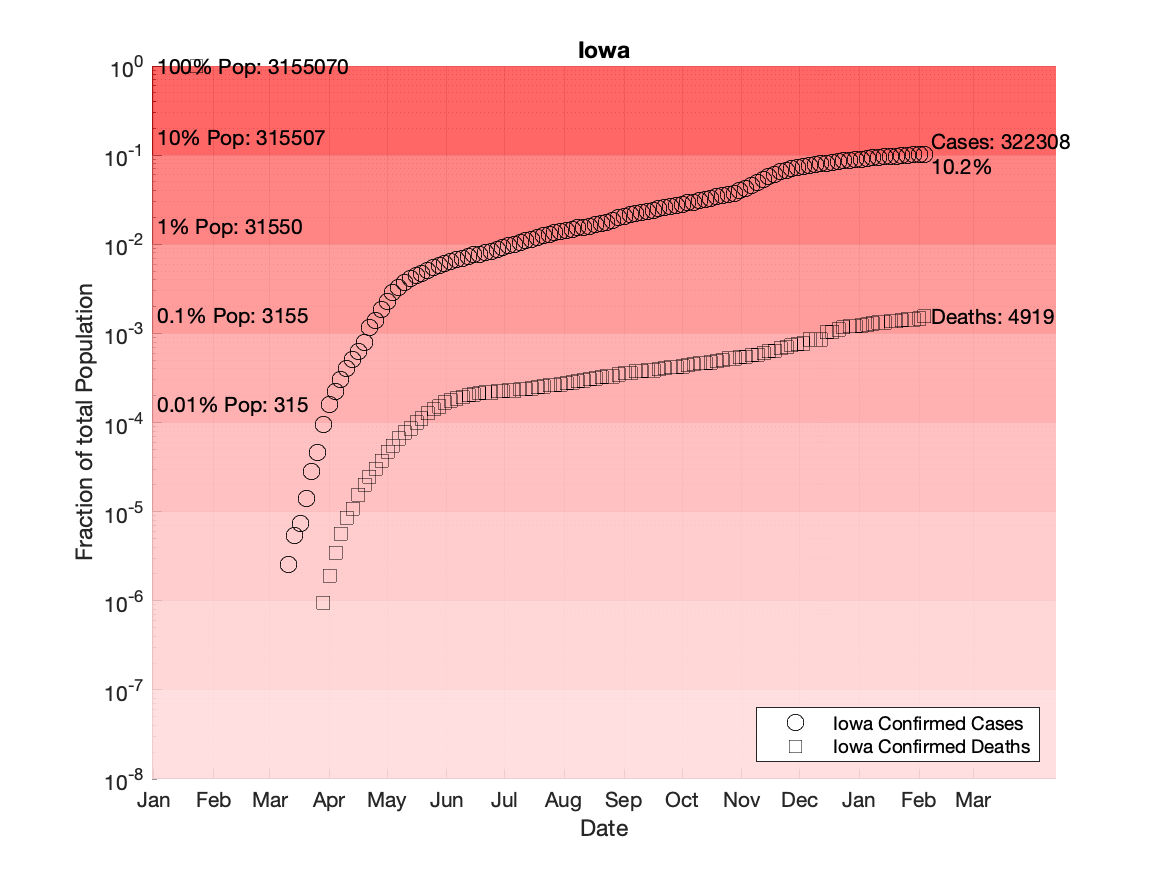 Iowa
10^0
100% Pop: 3155070
10% Pop: 315507
Cases: 322308
10^-1
10.2%
1% Pop: 31550
10^-2
0.1% Pop: 3155
Deaths: 4919
10^-3
0.01% Pop: 315
10^-4
10^-5
10^-6
10^-7
10^-8
Fraction of total Population
Iowa Confirmed Cases
Iowa Confirmed Deaths
Jan Feb Mar Apr May Jun Jul Aug Sep Oct Nov Dec Jan Feb Mar
Date